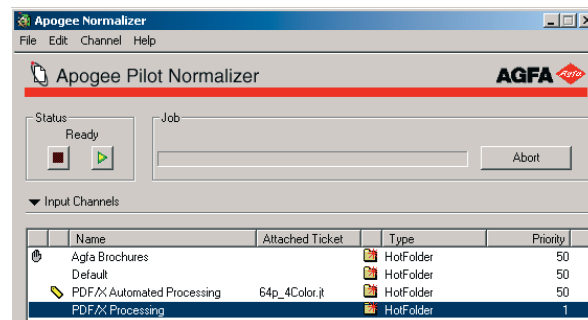 Apogee Normalizer
File Edit Channel Help
Apogee Pilot Normalizer AGFA Agfa
Status Job
Ready
Abort
Input Channels
Name Attached Ticket Type Priority
Agfa Brochures HotFolder 50
Default HotFolder 50
PDF/X Automated Processing 64p_4Color.jt HotFolder 50
PDF/X Processing HotFolder 1